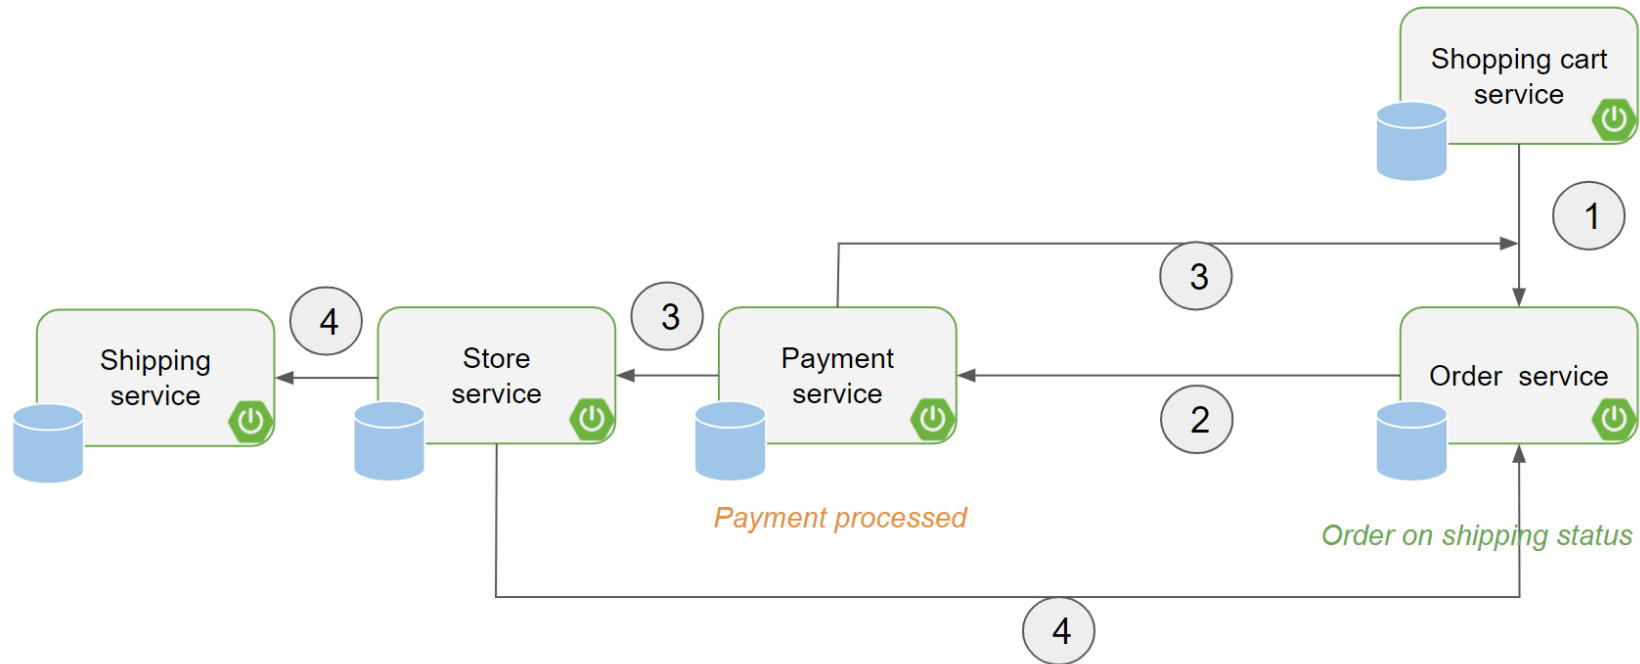 Shopping cart
service
1
3
4
3
Shipping
service
Store
service
Payment
service
Order service
2
Payment processed
Order on shipping status
4